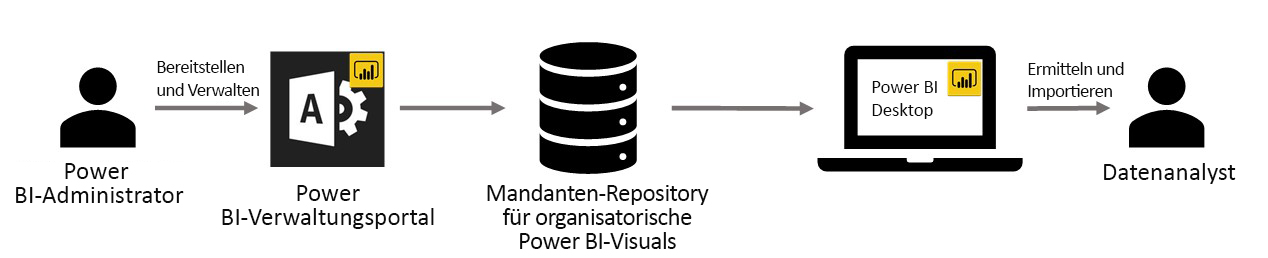 Bereitstellen
und Verwalten
Power
BI-Administrator
A
Power
BI-Verwaltungsportal
Mandanten-Repository
für organisatorische
Power BI-Visuals
Power BI
Desktop
Ermitteln und
Importieren
Datenanalyst